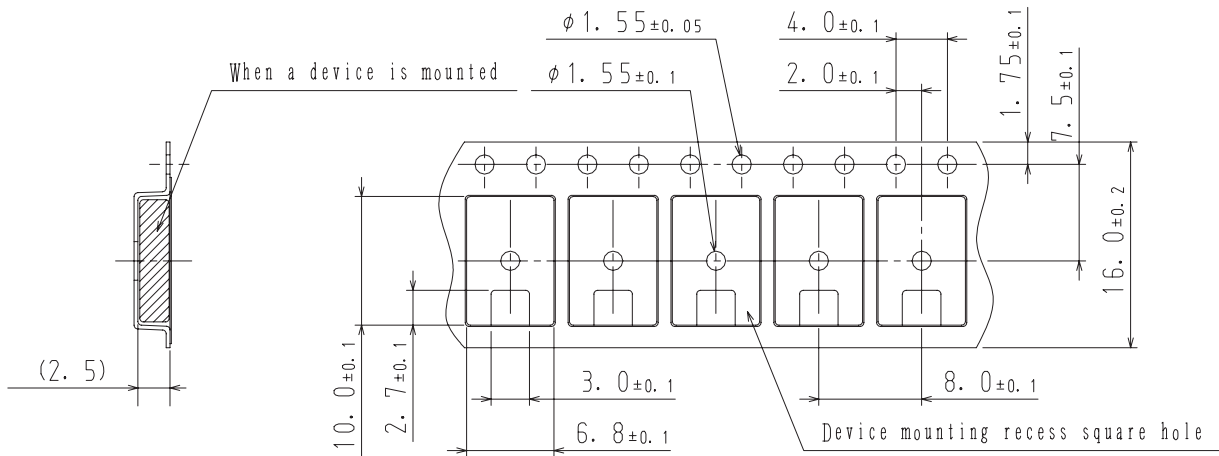 φ1.55±0.05
4.0±0.1
When a device is mounted
φ1.55±0.1
2.0±0.1
1.75±0.1
7.5±0.1
16.0±0.2
(2.5)
10.0±0.1
2.7±0.1
3.0±0.1
8.0±0.1
6.8±0.1
Device mounting recess square hole